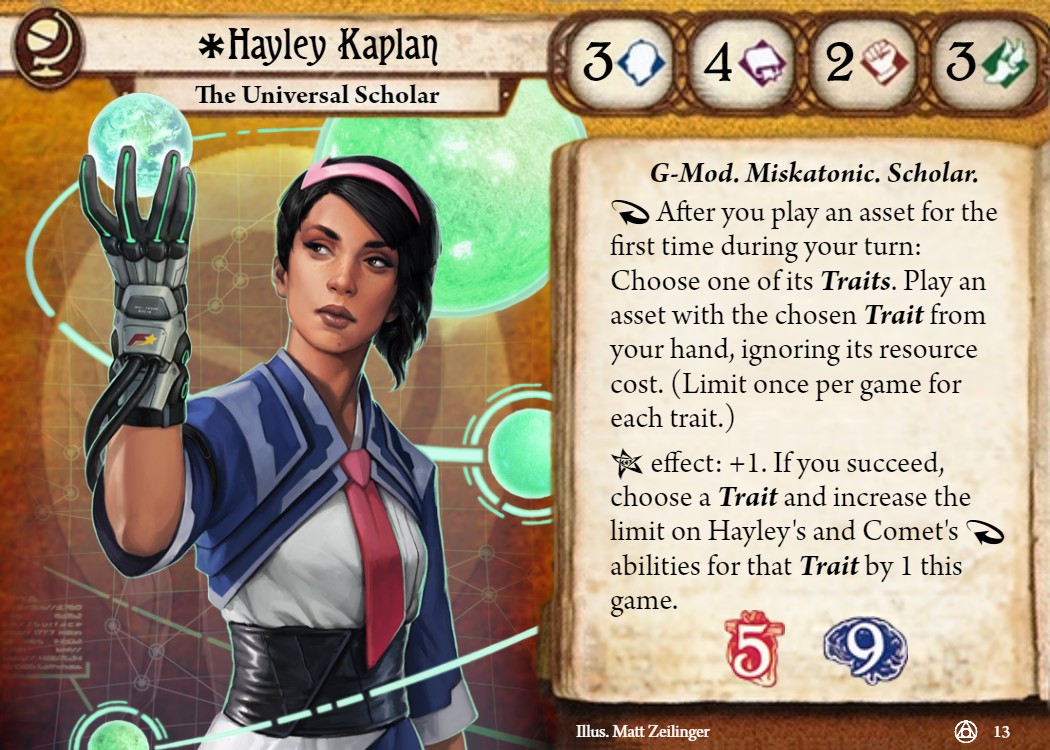 *Hayley Kaplan
The Universal Scholar
3 4 2 3
G-Mod. Miskatonic. Scholar.
After you play an asset for the
first time during your turn:
Choose one of its Traits. Play an
asset with the chosen Trait from
your hand, ignoring its resource
cost. (Limit once per game for
each trait.)
effect: +1. If you succeed,
choose a Trait and increase the
limit on Hayley's and Comet's
abilities for that Trait by 1 this
game.
5 9
Illus. Matt Zeilinger
13